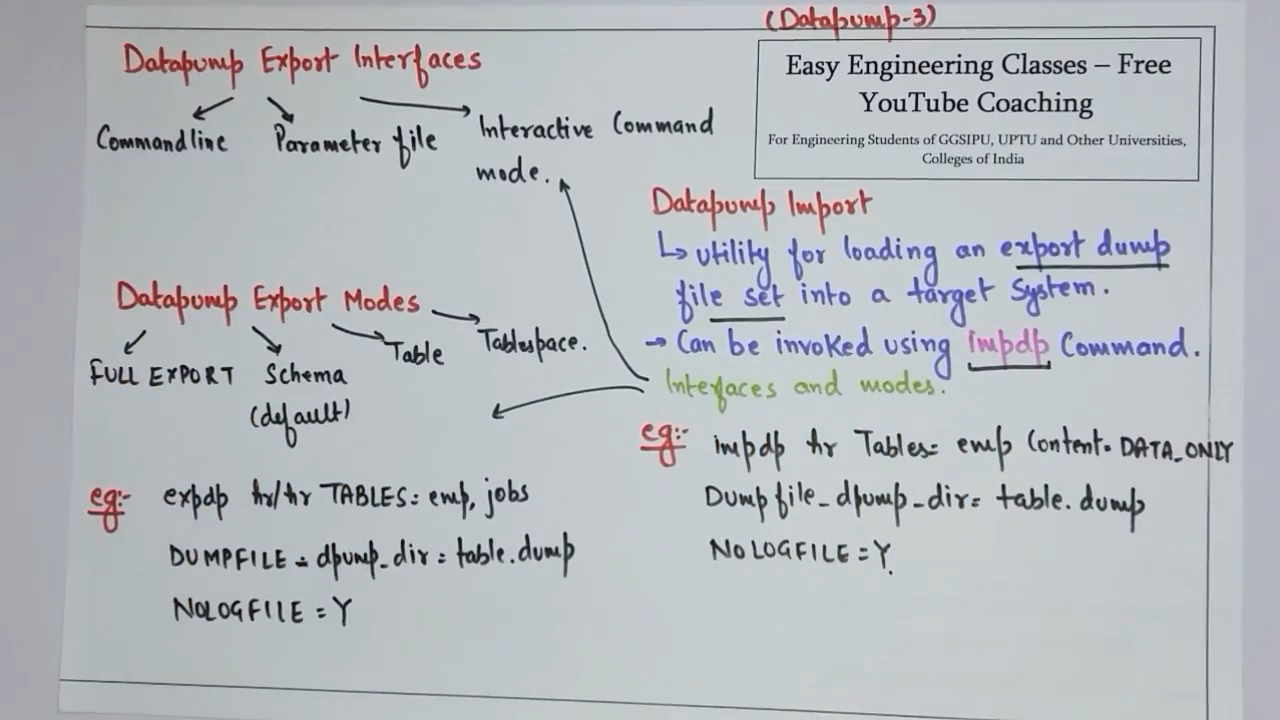 (Datapump-3)
Easy Engineering Classes – Free
YouTube Coaching
For Engineering Students of GGSIPU, UPTU and Other Universities,
Colleges of India
Datapump Export Interfaces
Commandline
Parameter file
Interactive Command
mode.
Datapump Export Modes
FULL EXPORT
Schema
(default)
Table
Tablespace.
eg:- expdp hr/hr TABLES = emp, jobs
DUMPFILE = dpump_dir = table.dump
NOLOGFILE = Y
Datapump Import
utility for loading an export dump
file set into a target System.
→ Can be invoked using impdp Command.
Interfaces and modes.
eg:- impdp hr Tables= emp Content= DATA_ONLY
Dumpfile_dpump_dir= table.dump
NOLOGFILE = Y.